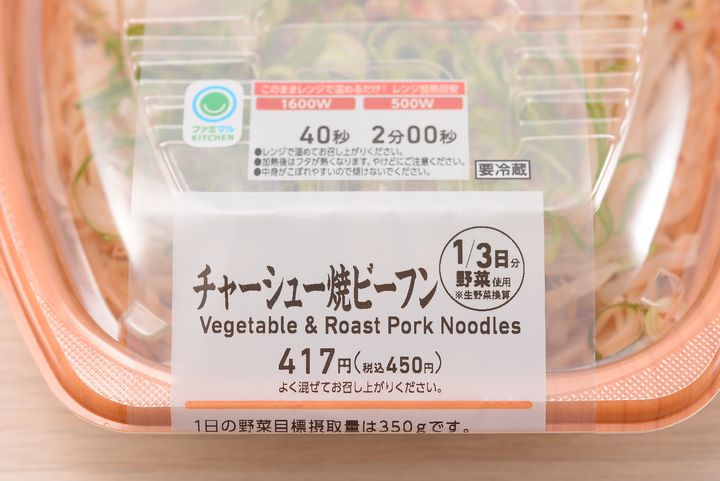 ファミマル
KITCHEN
このままレンジで温めるだけ! レンジ加熱目安
1600W 500W
40秒 2分00秒
●レンジで温めてお召し上がりください。
●加熱後はフタが熱くなります、やけどにご注意ください。
●中身がこぼれやすいので傾けないでください。
要冷蔵
1/3日分
野菜使用
※生野菜換算
チャーシュー焼ビーフン
Vegetable & Roast Pork Noodles
417円(税込450円)
よく混ぜてお召し上がりください。
1日の野菜目標摂取量は350gです。